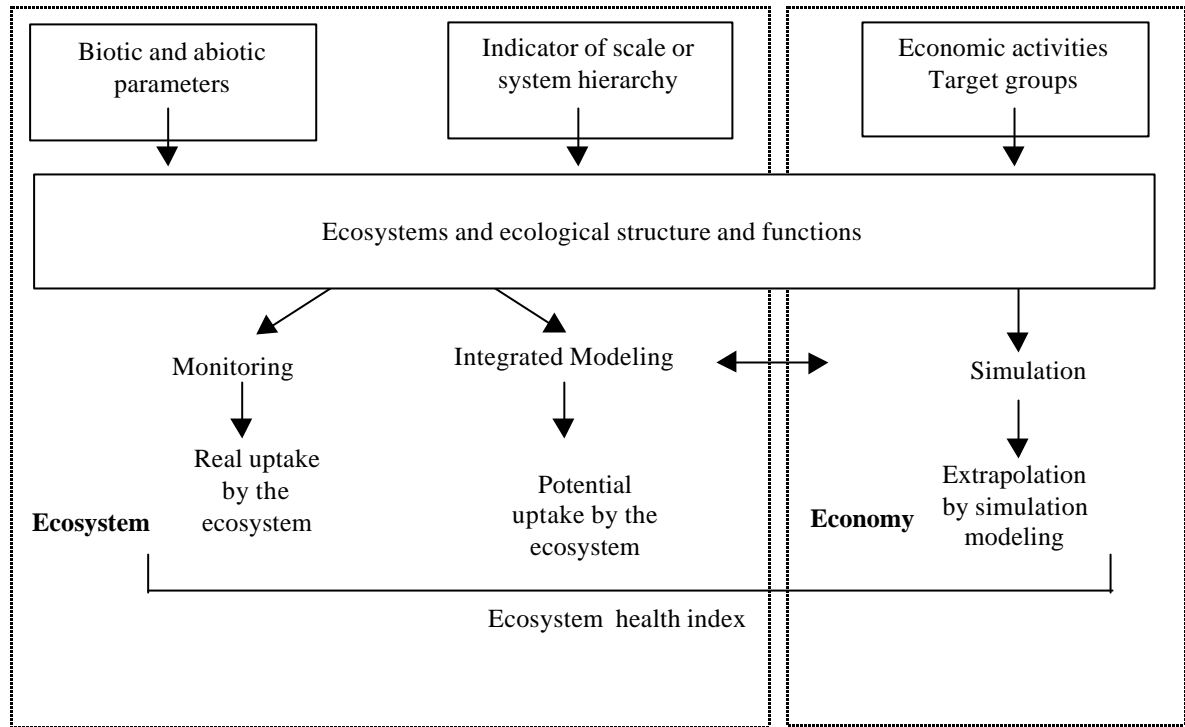 Biotic and abiotic
parameters
Indicator of scale or
system hierarchy
Economic activities
Target groups
Ecosystems and ecological structure and functions
Monitoring
Integrated Modeling
Simulation
Real uptake
by the
ecosystem
Potential
uptake by the
ecosystem
Extrapolation
by simulation
modeling
Ecosystem
Economy
Ecosystem health index